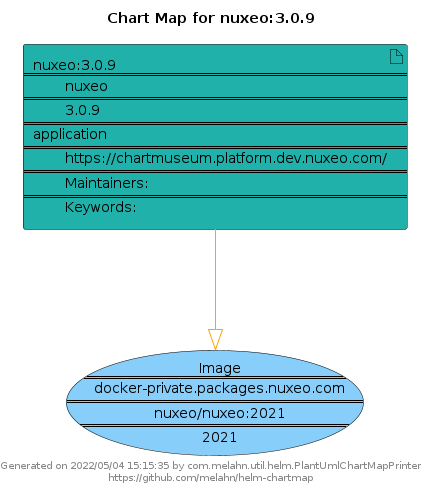 Chart Map for nuxeo:3.0.9
nuxeo:3.0.9
nuxeo
3.0.9
application
https://chartmuseum.platform.dev.nuxeo.com/
Maintainers:
Keywords:
Image
docker-private.packages.nuxeo.com
nuxeo/nuxeo:2021
2021
Generated on 2022/05/04 15:15:35 by com.melahn.util.helm.PlantUmlChartMapPrinter
https://github.com/melahn/helm-chartmap